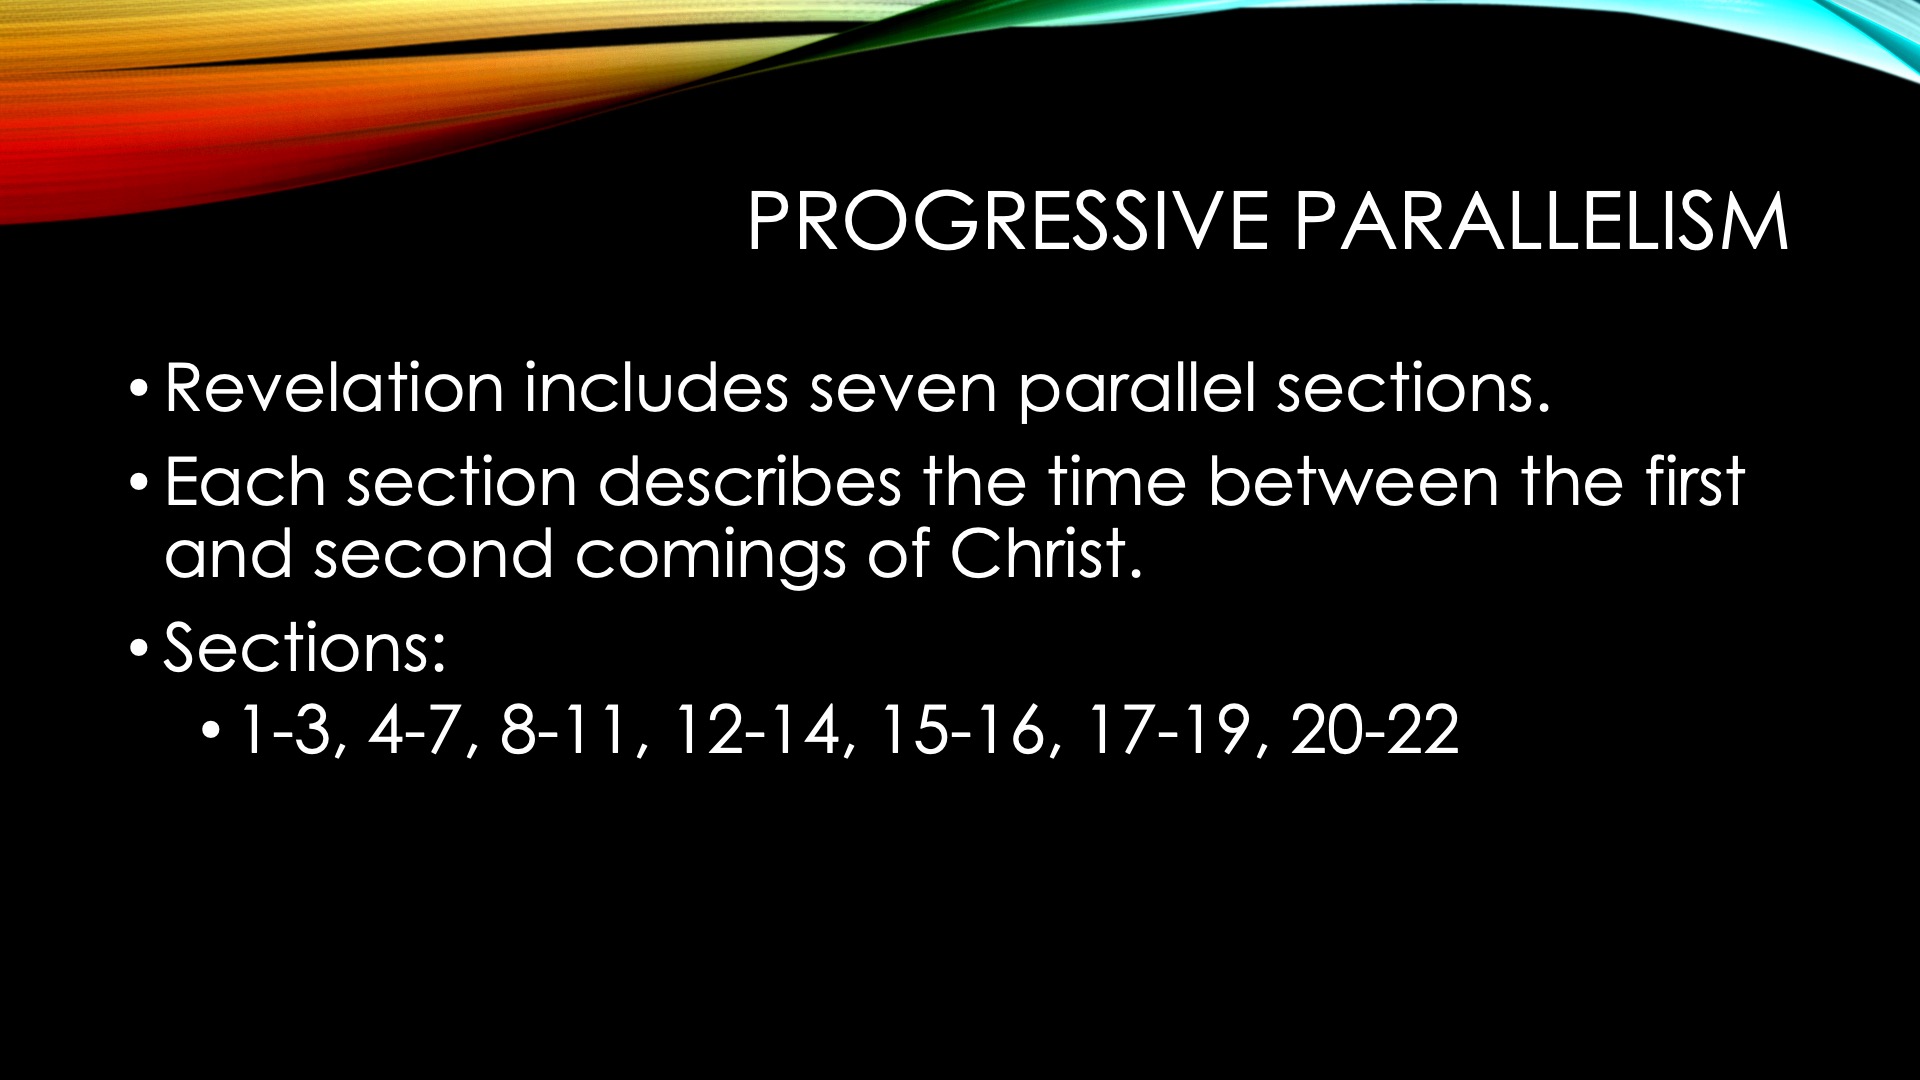 PROGRESSIVE PARALLELISM
• Revelation includes seven parallel sections.
• Each section describes the time between the first
and second comings of Christ.
• Sections:
• 1-3, 4-7, 8-11, 12-14, 15-16, 17-19, 20-22